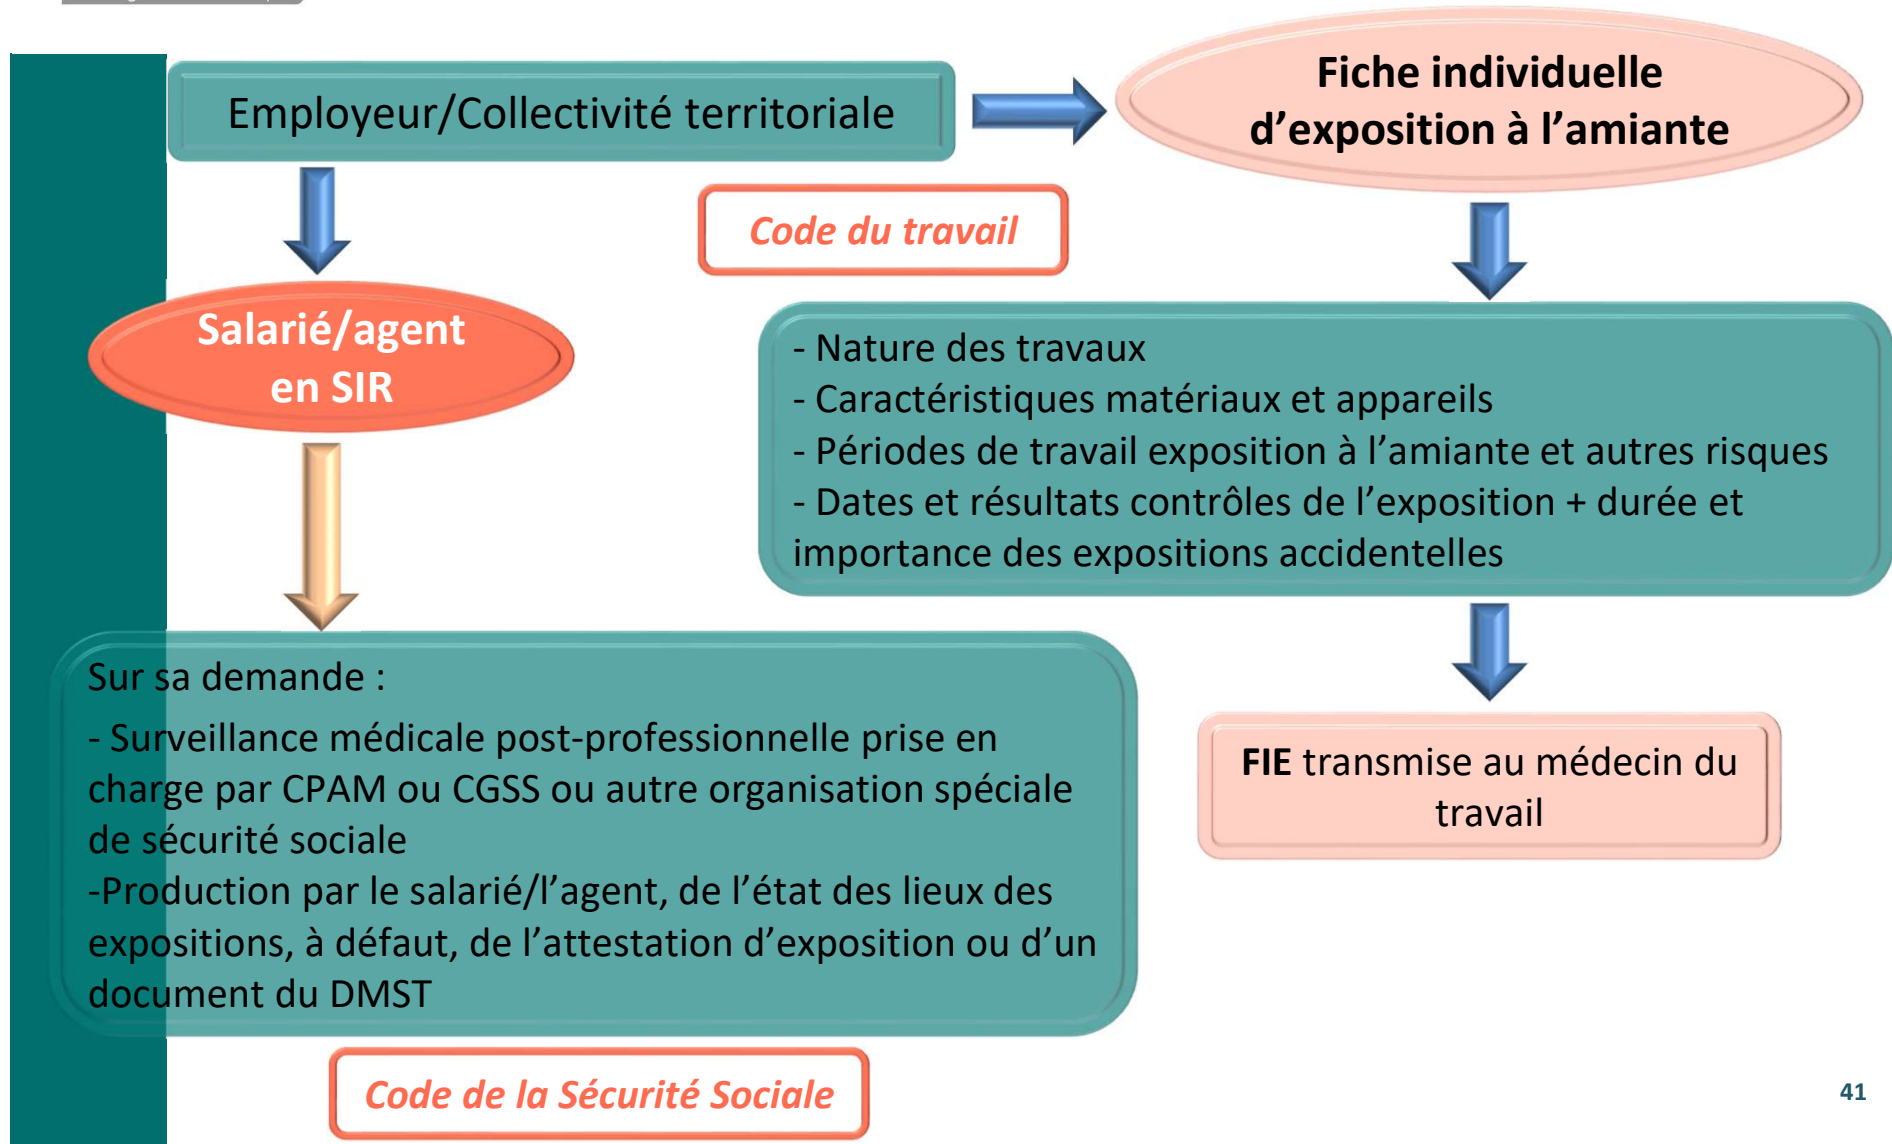 Employeur/Collectivité territoriale
Fiche individuelle
d’exposition à l’amiante
Code du travail
Salarié/agent
en SIR
- Nature des travaux
- Caractéristiques matériaux et appareils
- Périodes de travail exposition à l’amiante et autres risques
- Dates et résultats contrôles de l’exposition + durée et
importance des expositions accidentelles
Sur sa demande :
- Surveillance médicale post-professionnelle prise en
charge par CPAM ou CGSS ou autre organisation spéciale
de sécurité sociale
-Production par le salarié/l’agent, de l’état des lieux des
expositions, à défaut, de l’attestation d’exposition ou d’un
document du DMST
FIE transmise au médecin du
travail
Code de la Sécurité Sociale
41